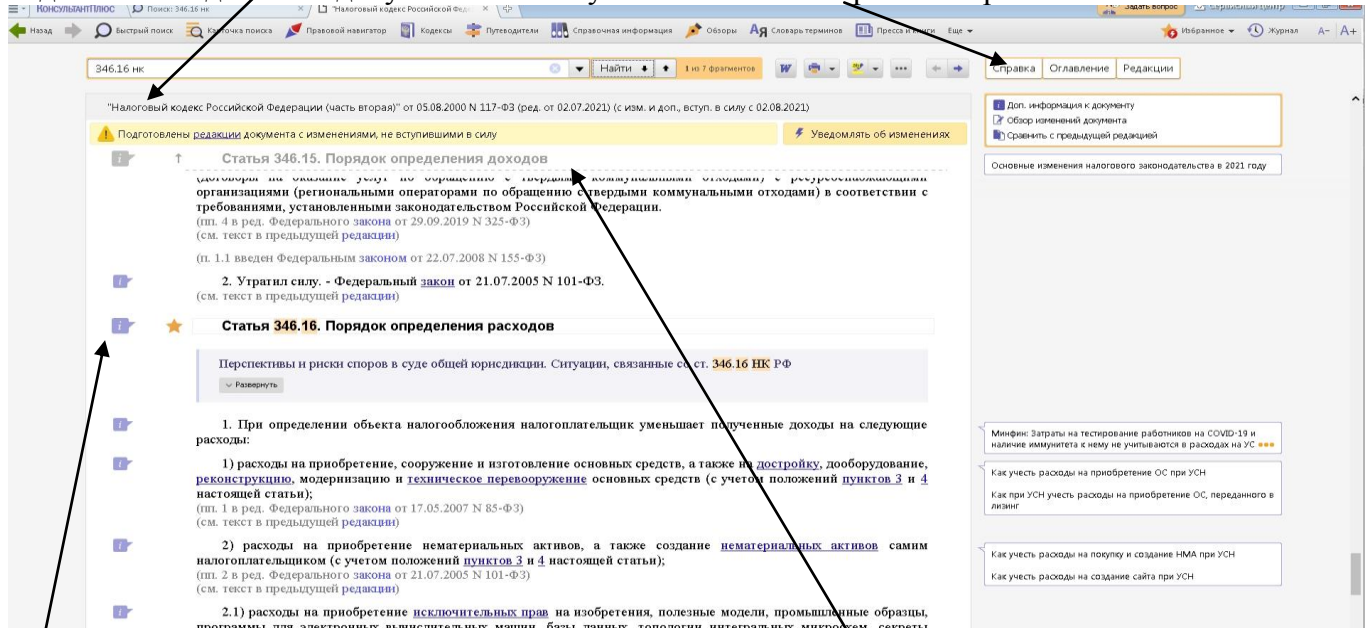 КонсультантПлюс Поиск: 346.16 нк "Налоговый кодекс Российской Задать вопрос
Назад Быстрый поиск Карточка поиска Правовой навигатор Кодексы Путеводители Справочная информация Обзоры Словарь терминов Пресса и книги Еще Избранное Журнал A- A+
346.16 нк Найти 1 из 7 фрагментов Справка Оглавление Редакции
"Налоговый кодекс Российской Федерации (часть вторая)" от 05.08.2000 N 117-ФЗ (ред. от 02.07.2021) (с изм. и доп., вступ. в силу с 02.08.2021)
Доп. информация к документу
Обзор изменений документа
Сравнить с предыдущей редакцией
Подготовлены редакции документа с изменениями, не вступившими в силу Уведомлять об изменениях
Статья 346.15. Порядок определения доходов
Основные изменения налогового законодательства в 2021 году
организациями (региональными операторами по обращению с твердыми коммунальными отходами) в соответствии с
требованиями, установленными законодательством Российской Федерации.
(пп. 4 в ред. Федерального закона от 29.09.2019 N 325-ФЗ)
(см. текст в предыдущей редакции)
(п. 1.1 введен Федеральным законом от 22.07.2008 N 155-ФЗ)
2. Утратил силу. - Федеральный закон от 21.07.2005 N 101-ФЗ.
(см. текст в предыдущей редакции)
Статья 346.16. Порядок определения расходов
Перспективы и риски споров в суде общей юрисдикции. Ситуации, связанные со ст. 346.16 НК РФ
Развернуть
1. При определении объекта налогообложения налогоплательщик уменьшает полученные доходы на следующие
расходы:
Минфин: Затраты на тестирование работников на COVID-19 и
наличие иммунитета к нему не учитываются в расходах на УС
1) расходы на приобретение, сооружение и изготовление основных средств, а также на достройку, дооборудование,
реконструкцию, модернизацию и техническое перевооружение основных средств (с учетом положений пунктов 3 и 4
настоящей статьи);
(пп. 1 в ред. Федерального закона от 17.05.2007 N 85-ФЗ)
(см. текст в предыдущей редакции)
Как учесть расходы на приобретение ОС при УСН
Как при УСН учесть расходы на приобретение ОС, переданного в
лизинг
2) расходы на приобретение нематериальных активов, а также создание нематериальных активов самим
налогоплательщиком (с учетом положений пунктов 3 и 4 настоящей статьи);
(пп. 2 в ред. Федерального закона от 21.07.2005 N 101-ФЗ)
(см. текст в предыдущей редакции)
Как учесть расходы на покупку и создание НМА при УСН
Как учесть расходы на создание сайта при УСН
2.1) расходы на приобретение исключительных прав на изобретения, полезные модели, промышленные образцы,